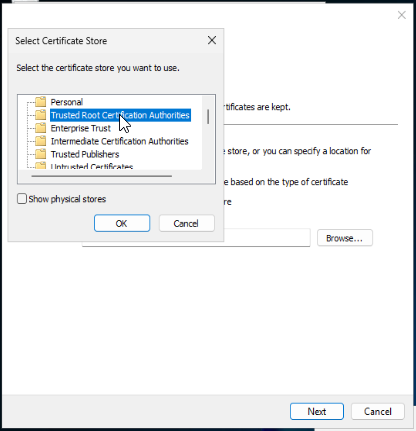 Select Certificate Store
Select the certificate store you want to use.
Personal
Trusted Root Certification Authorities
Enterprise Trust
Intermediate Certification Authorities
Trusted Publishers
Untrusted Certificates
Show physical stores
OK Cancel
certificates are kept.
store, or you can specify a location for
based on the type of certificate
Browse...
Next Cancel